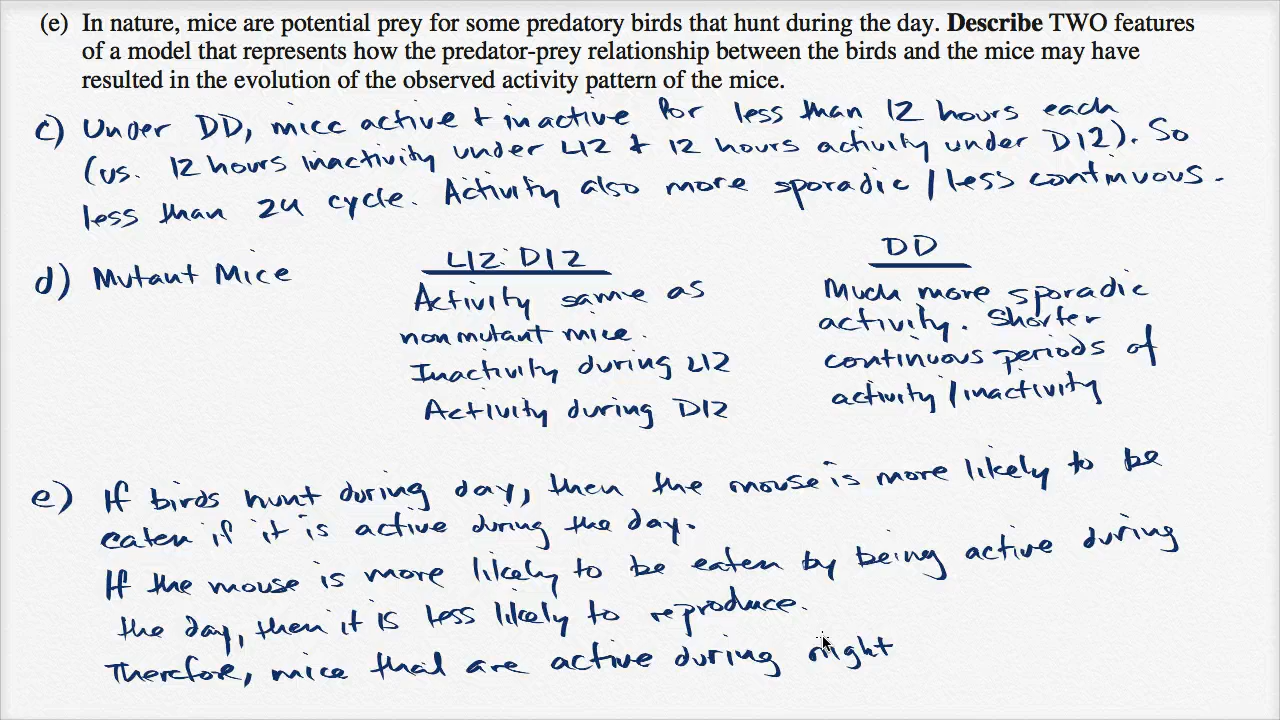 (e) In nature, mice are potential prey for some predatory birds that hunt during the day. Describe TWO features
of a model that represents how the predator-prey relationship between the birds and the mice may have
resulted in the evolution of the observed activity pattern of the mice.
c) Under DD, mice active + inactive for less than 12 hours each
(vs. 12 hours inactivity under L12 + 12 hours activity under D12). So
less than 24 cycle. Activity also more sporadic / less continuous.
d) Mutant Mice
L12:D12
Activity same as
nonmutant mice.
Inactivity during L12
Activity during D12
DD
Much more sporadic
activity. Shorter
continuous periods of
activity/inactivity
e) If birds hunt during day, then the mouse is more likely to be
eaten if it is active during the day.
If the mouse is more likely to be eaten by being active during
the day, then it is less likely to reproduce.
Therefore, mice that are active during night